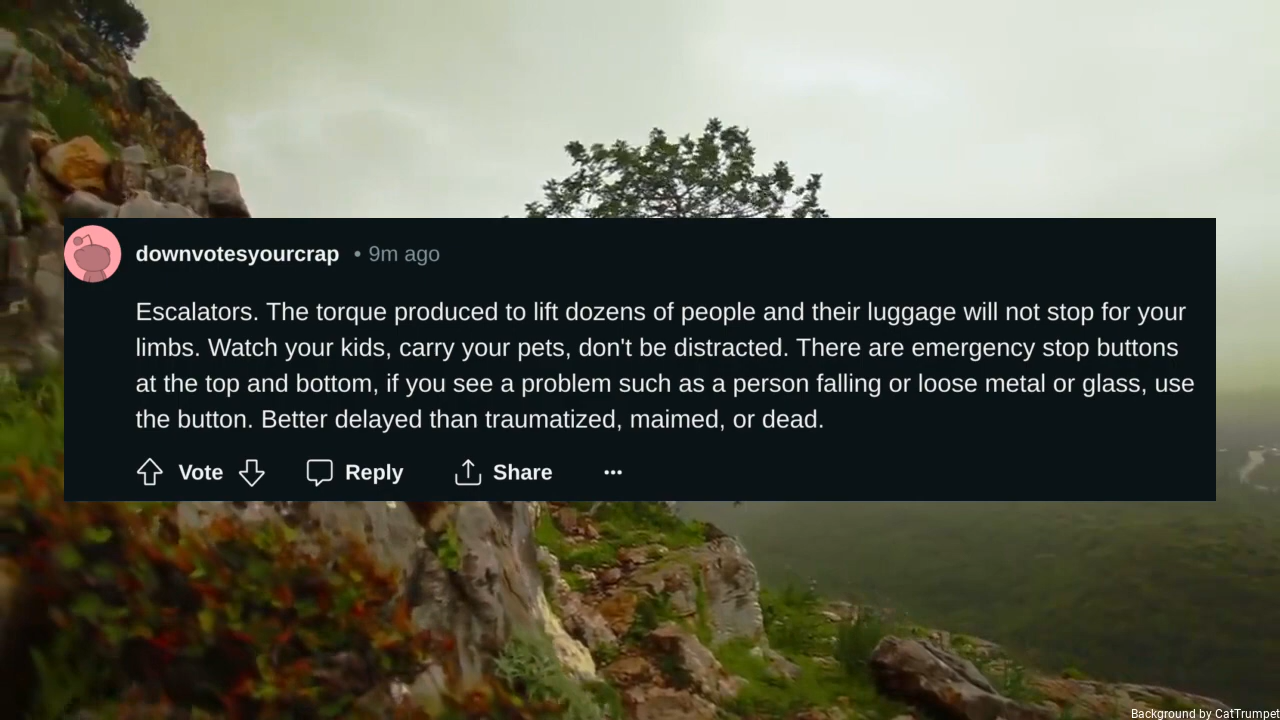 downvotesyourcrap • 9m ago
Escalators. The torque produced to lift dozens of people and their luggage will not stop for your
limbs. Watch your kids, carry your pets, don't be distracted. There are emergency stop buttons
at the top and bottom, if you see a problem such as a person falling or loose metal or glass, use
the button. Better delayed than traumatized, maimed, or dead.
Vote Reply Share
Background by CatTrumpet